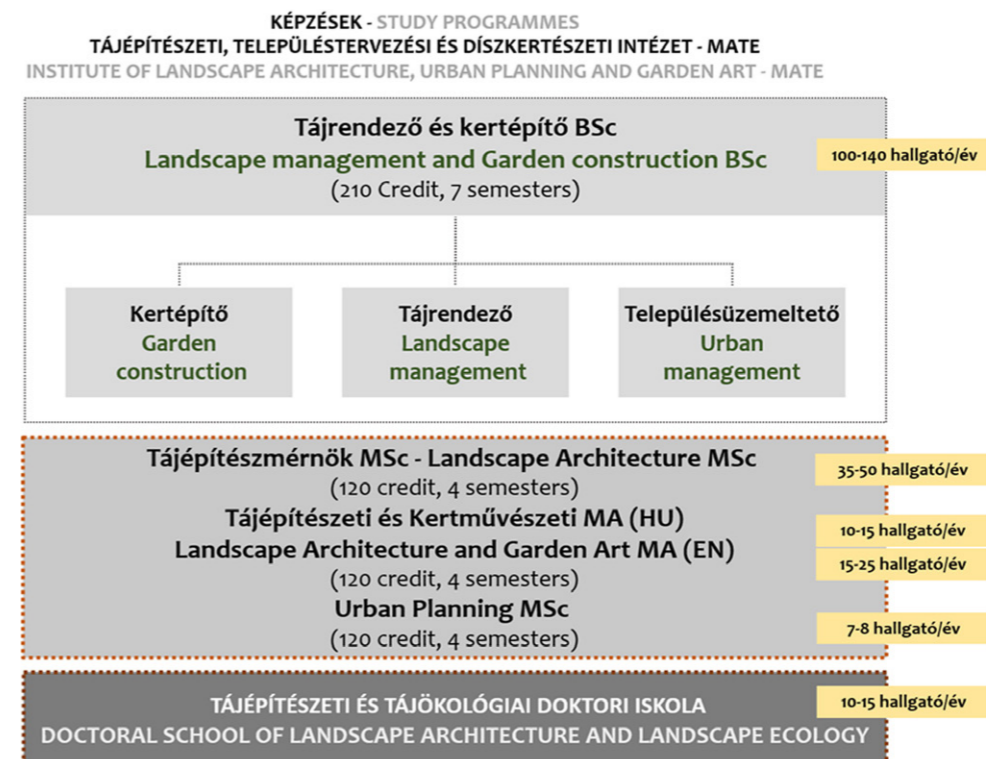 KÉPZÉSEK - STUDY PROGRAMMES
TÁJÉPÍTÉSZETI, TELEPÜLÉSTERVEZÉSI ÉS DÍSZKERTÉSZETI INTÉZET - MATE
INSTITUTE OF LANDSCAPE ARCHITECTURE, URBAN PLANNING AND GARDEN ART - MATE
Tájrendező és kertépítő BSc
Landscape management and Garden construction BSc
(210 Credit, 7 semesters)
100-140 hallgató/év
Kertépítő
Garden
construction
Tájrendező
Landscape
management
Településüzemeltető
Urban
management
Tájépítészmérnök MSc - Landscape Architecture MSc
(120 credit, 4 semesters)
35-50 hallgató/év
Tájépítészeti és Kertművészeti MA (HU)
10-15 hallgató/év
Landscape Architecture and Garden Art MA (EN)
(120 credit, 4 semesters)
15-25 hallgató/év
Urban Planning MSc
(120 credit, 4 semesters)
7-8 hallgató/év
TÁJÉPÍTÉSZETI ÉS TÁJÖKOLÓGIAI DOKTORI ISKOLA
DOCTORAL SCHOOL OF LANDSCAPE ARCHITECTURE AND LANDSCAPE ECOLOGY
10-15 hallgató/év